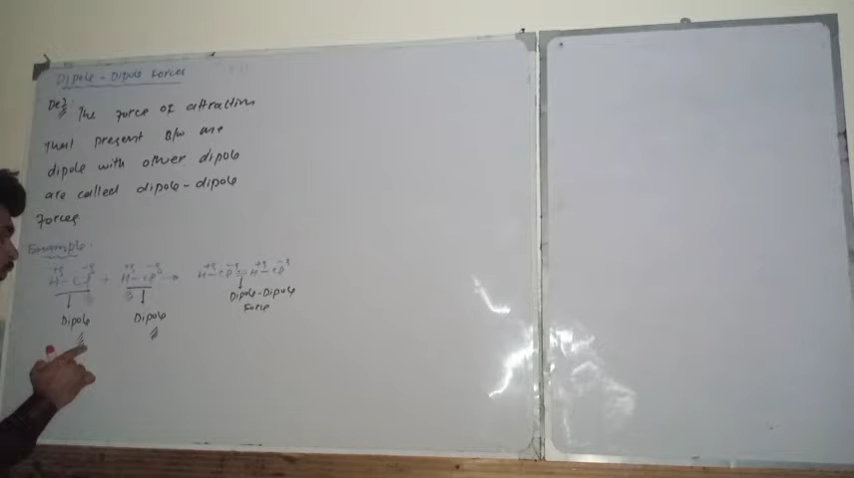 Dipole - Dipole Forces
Def: The Force of attraction
that present B/w one
dipole with other dipole
are called dipole - dipole
Forces
Example:
+δ -δ +δ -δ +δ -δ +δ -δ
H - Cl + H - Cl → H - Cl = H - Cl
Dipole Dipole Dipole-Dipole
Force